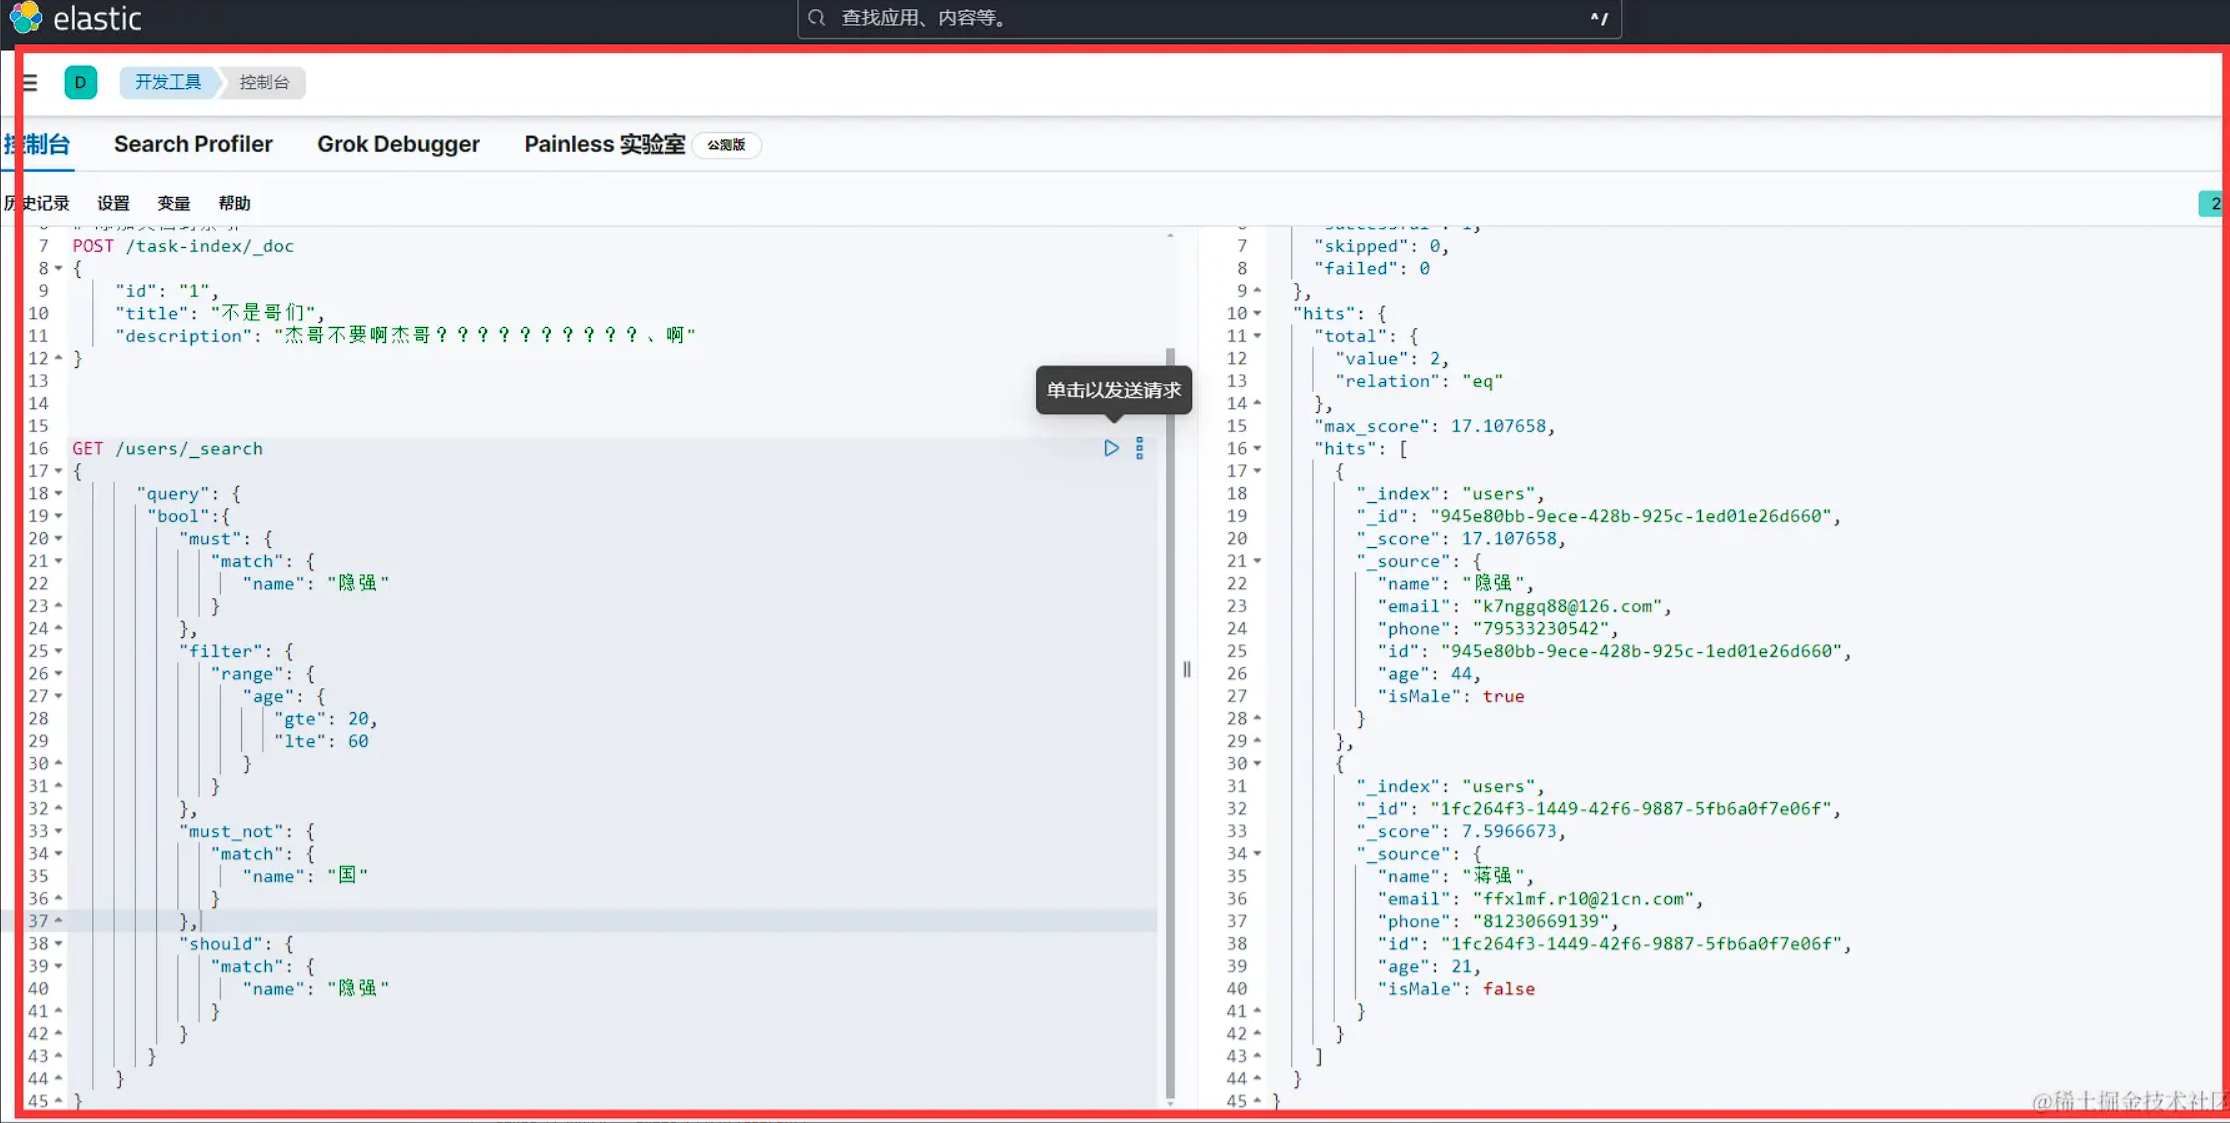 elastic
查找应用、内容等。
^/
D
开发工具
控制台
控制台
Search Profiler
Grok Debugger
Painless 实验室
公测版
历史记录
设置
变量
帮助
2
7 POST /task-index/_doc
8 {
9 "id": "1",
10 "title": "不是哥们",
11 "description": "杰哥不要啊杰哥？？？？？？？？？？、啊"
12 }
13
14
15
单击以发送请求
16 GET /users/_search
17 {
18 "query": {
19 "bool":{
20 "must": {
21 "match": {
22 "name": "隐强"
23 }
24 },
25 "filter": {
26 "range": {
27 "age": {
28 "gte": 20,
29 "lte": 60
30 }
31 }
32 },
33 "must_not": {
34 "match": {
35 "name": "国"
36 }
37 },
38 "should": {
39 "match": {
40 "name": "隐强"
41 }
42 }
43 }
44 }
45 }
7 "skipped": 0,
8 "failed": 0
9 },
10 "hits": {
11 "total": {
12 "value": 2,
13 "relation": "eq"
14 },
15 "max_score": 17.107658,
16 "hits": [
17 {
18 "_index": "users",
19 "_id": "945e80bb-9ece-428b-925c-1ed01e26d660",
20 "_score": 17.107658,
21 "_source": {
22 "name": "隐强",
23 "email": "k7nggq88@126.com",
24 "phone": "79533230542",
25 "id": "945e80bb-9ece-428b-925c-1ed01e26d660",
26 "age": 44,
27 "isMale": true
28 }
29 },
30 {
31 "_index": "users",
32 "_id": "1fc264f3-1449-42f6-9887-5fb6a0f7e06f",
33 "_score": 7.5966673,
34 "_source": {
35 "name": "蒋强",
36 "email": "ffxlmf.r10@21cn.com",
37 "phone": "81230669139",
38 "id": "1fc264f3-1449-42f6-9887-5fb6a0f7e06f",
39 "age": 21,
40 "isMale": false
41 }
42 }
43 ]
44 }
45 }
@稀土掘金技术社区